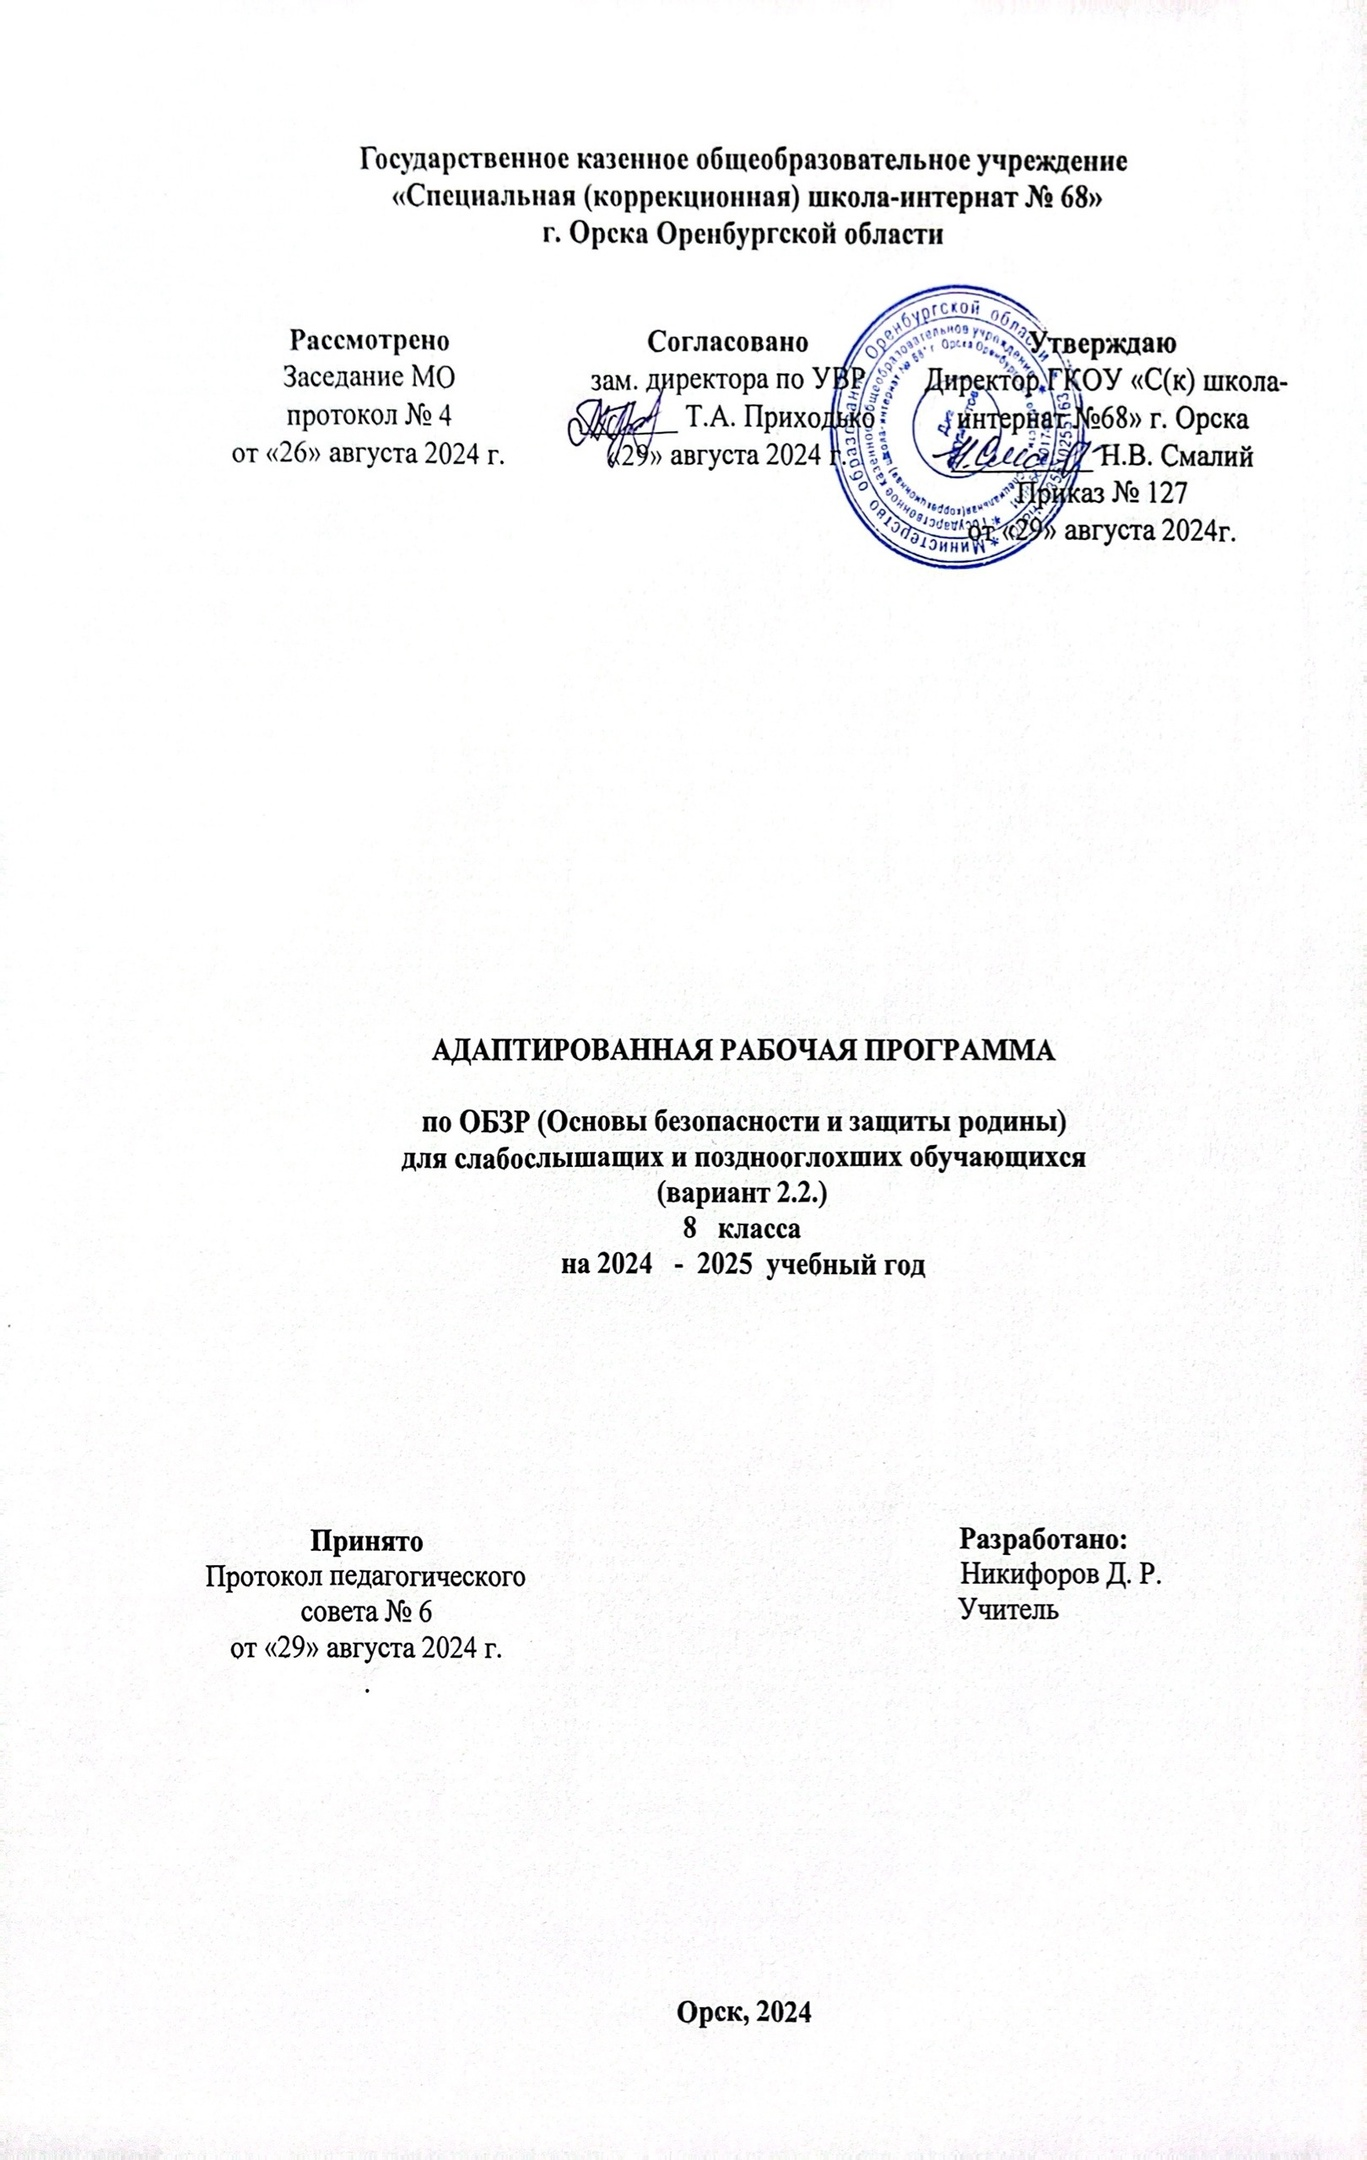 Государственное казенное общеобразовательное учреждение
«Специальная (коррекционная) школа-интернат № 68»
г. Орска Оренбургской области
Рассмотрено
Заседание МО
протокол № 4
от «26» августа 2024 г.
Согласовано
зам. директора по УВР
Т.А. Приходько
«29» августа 2024 г.
Утверждаю
Директор ГКОУ «С(к) школа-
интернат №68» г. Орска
Н.В. Смалий
Приказ № 127
от «29» августа 2024г.
Министерство образования Оренбургской области
АДАПТИРОВАННАЯ РАБОЧАЯ ПРОГРАММА
по ОБЗР (Основы безопасности и защиты родины)
для слабослышащих и позднооглохших обучающихся
(вариант 2.2.)
8 класса
на 2024 - 2025 учебный год
Принято
Протокол педагогического
совета № 6
от «29» августа 2024 г.
.
Разработано:
Никифоров Д. Р.
Учитель
Орск, 2024